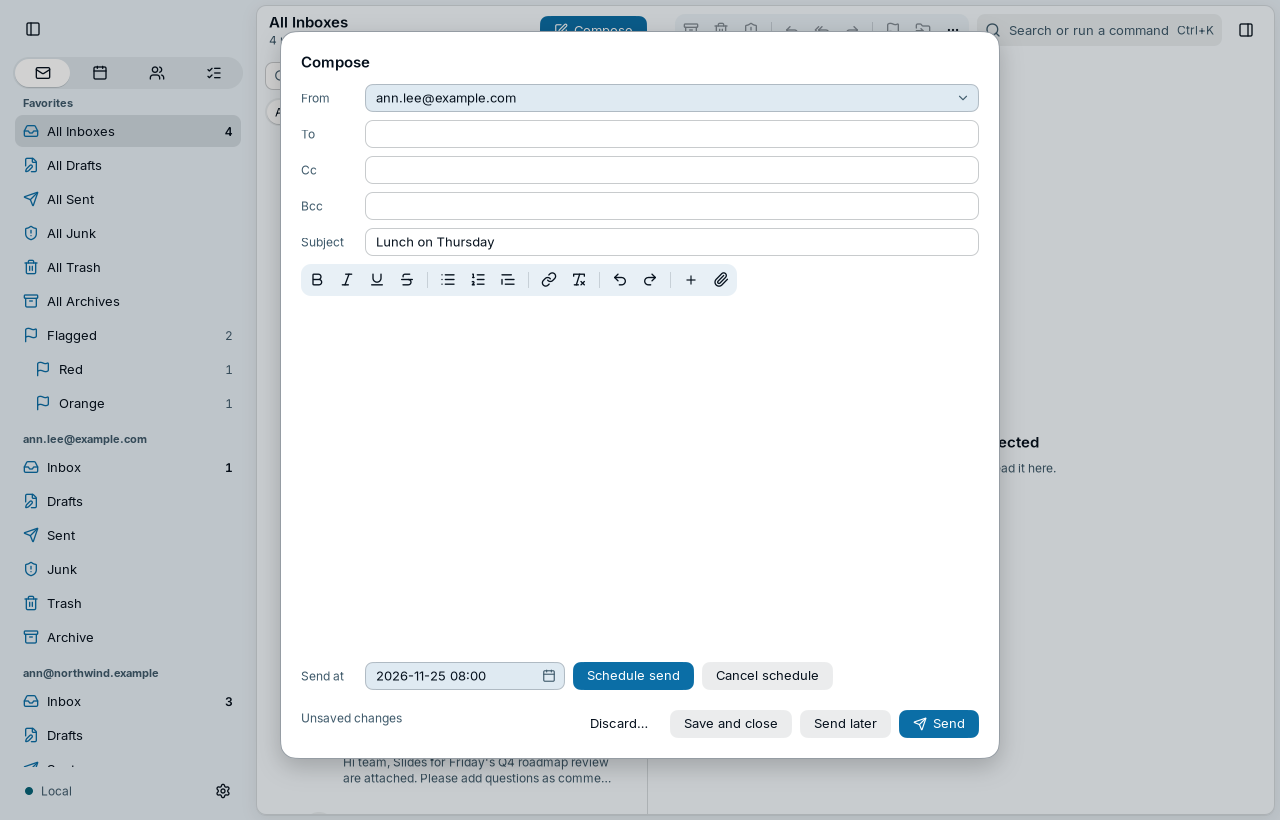 All Inboxes
4
Compose
Search or run a command Ctrl+K
Favorites
All Inboxes 4
All Drafts
All Sent
All Junk
All Trash
All Archives
Flagged 2
Red 1
Orange 1
ann.lee@example.com
Inbox 1
Drafts
Sent
Junk
Trash
Archive
ann@northwind.example
Inbox 3
Drafts
Local
Compose
From ann.lee@example.com
To
Cc
Bcc
Subject Lunch on Thursday
Send at 2026-11-25 08:00 Schedule send Cancel schedule
Unsaved changes Discard... Save and close Send later Send
ected
ad it here.
Hi team, Slides for Friday's Q4 roadmap review
are attached. Please add questions as comme...